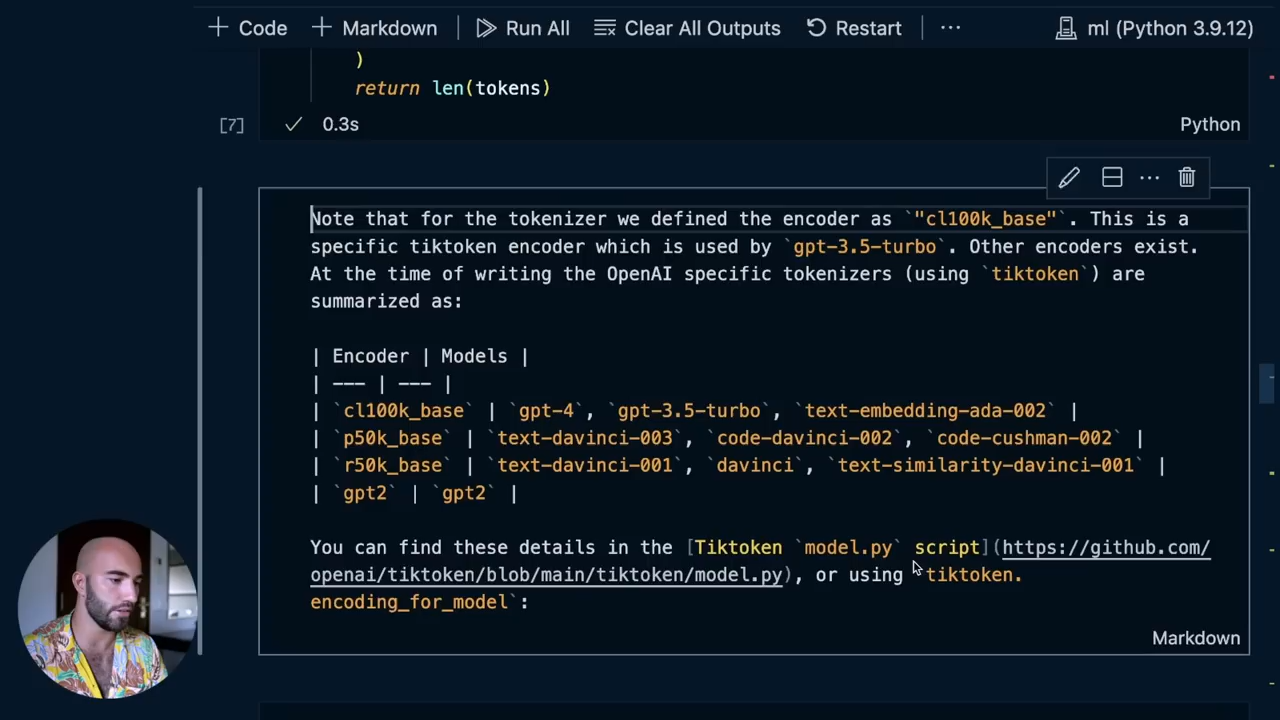 + Code + Markdown | Run All Clear All Outputs Restart | ··· ml (Python 3.9.12)
)
return len(tokens)
[7] ✓ 0.3s Python
···
Note that for the tokenizer we defined the encoder as `"cl100k_base"`. This is a
specific tiktoken encoder which is used by `gpt-3.5-turbo`. Other encoders exist.
At the time of writing the OpenAI specific tokenizers (using `tiktoken`) are
summarized as:
| Encoder | Models |
| --- | --- |
| `cl100k_base` | `gpt-4`, `gpt-3.5-turbo`, `text-embedding-ada-002` |
| `p50k_base` | `text-davinci-003`, `code-davinci-002`, `code-cushman-002` |
| `r50k_base` | `text-davinci-001`, `davinci`, `text-similarity-davinci-001` |
| `gpt2` | `gpt2` |
You can find these details in the [Tiktoken `model.py` script](https://github.com/
openai/tiktoken/blob/main/tiktoken/model.py), or using `tiktoken.
encoding_for_model`:
Markdown